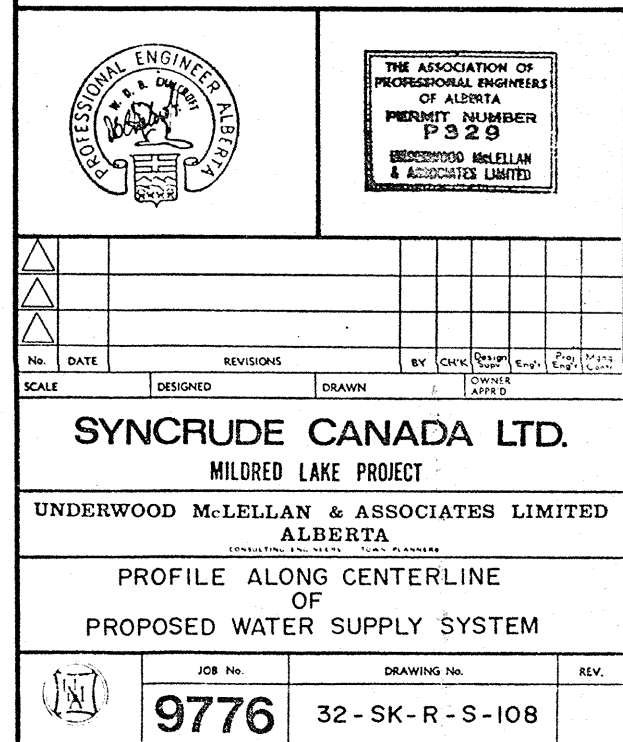 PROFESSIONAL ENGINEER ALBERTA
W. D. B.
THE ASSOCIATION OF
PROFESSIONAL ENGINEERS
OF ALBERTA
PERMIT NUMBER
P329
UNDERWOOD McLELLAN
& ASSOCIATES LIMITED
No. DATE REVISIONS BY CH'K Design Supv Eng'r Proj Eng'r Mang Contr
SCALE DESIGNED DRAWN OWNER APPR'D
SYNCRUDE CANADA LTD.
MILDRED LAKE PROJECT
UNDERWOOD McLELLAN & ASSOCIATES LIMITED
ALBERTA
CONSULTING ENGINEERS TOWN PLANNERS
PROFILE ALONG CENTERLINE
OF
PROPOSED WATER SUPPLY SYSTEM
JOB No. DRAWING No. REV.
9776 32-SK-R-S-108